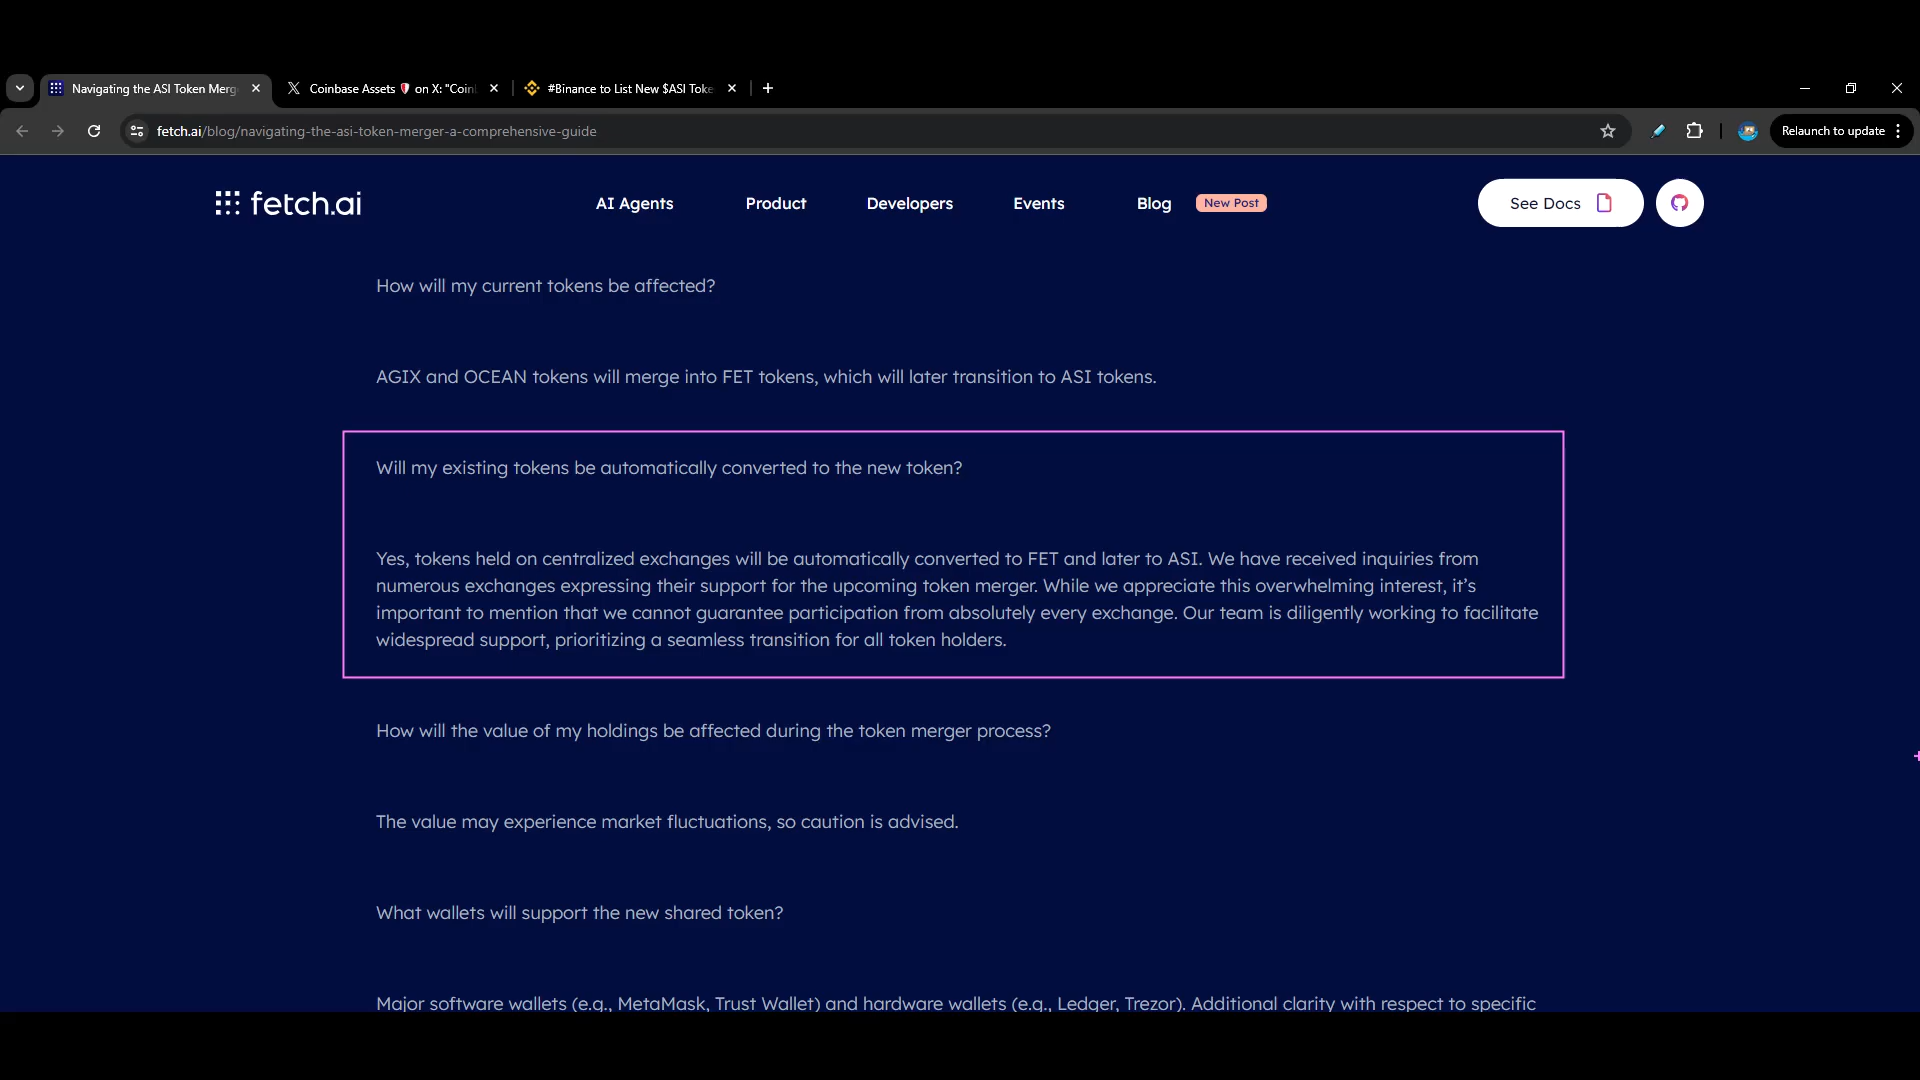 Navigating the ASI Token Merg
Coinbase Assets on X: "Coin
#Binance to List New $ASI Toke
fetch.ai/blog/navigating-the-asi-token-merger-a-comprehensive-guide
Relaunch to update
fetch.ai
AI Agents
Product
Developers
Events
Blog
New Post
See Docs
How will my current tokens be affected?
AGIX and OCEAN tokens will merge into FET tokens, which will later transition to ASI tokens.
Will my existing tokens be automatically converted to the new token?
Yes, tokens held on centralized exchanges will be automatically converted to FET and later to ASI. We have received inquiries from
numerous exchanges expressing their support for the upcoming token merger. While we appreciate this overwhelming interest, it’s
important to mention that we cannot guarantee participation from absolutely every exchange. Our team is diligently working to facilitate
widespread support, prioritizing a seamless transition for all token holders.
How will the value of my holdings be affected during the token merger process?
The value may experience market fluctuations, so caution is advised.
What wallets will support the new shared token?
Major software wallets (e.g., MetaMask, Trust Wallet) and hardware wallets (e.g., Ledger, Trezor). Additional clarity with respect to specific